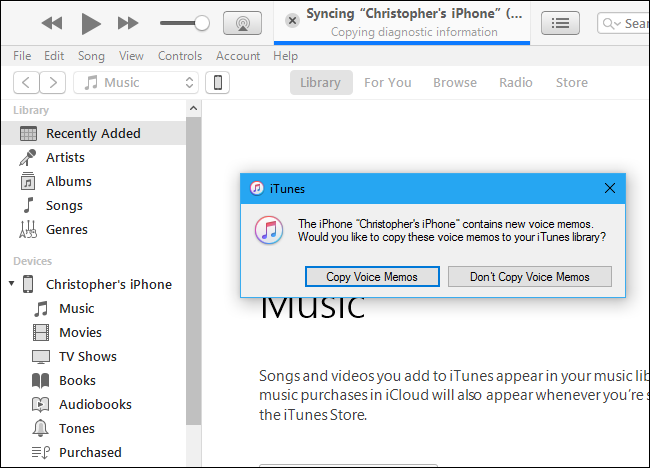 Syncing “Christopher's iPhone” (...
Copying diagnostic information
Sear
File Edit Song View Controls Account Help
Music
Library For You Browse Radio Store
Library
Recently Added
Artists
Albums
Songs
Genres
Devices
Christopher's iPhone
Music
Movies
TV Shows
Books
Audiobooks
Tones
Purchased
iTunes
The iPhone “Christopher's iPhone” contains new voice memos.
Would you like to copy these voice memos to your iTunes library?
Copy Voice Memos
Don't Copy Voice Memos
Music
Songs and videos you add to iTunes appear in your music lib
music purchases in iCloud will also appear whenever you're s
the iTunes Store.